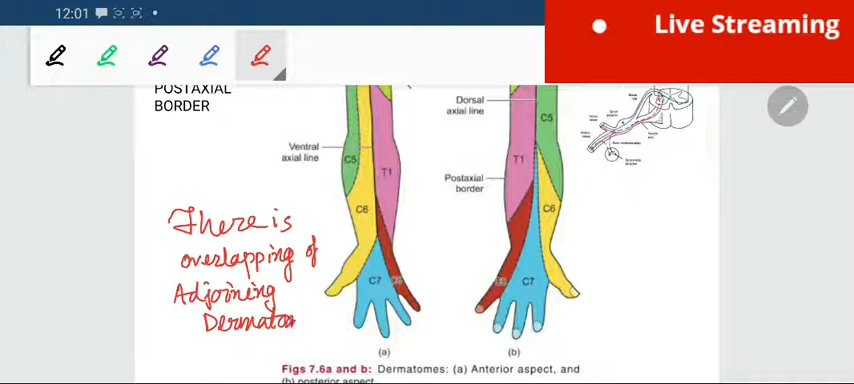 12:01
Live Streaming
POSTAXIAL
BORDER
Ventral
axial line
C5
T1
C6
C7
Dorsal
axial line
C5
T1
Postaxial
border
C6
C7
There is
overlapping of
Adjoining
(a)
(b)
Figs 7.6a and b: Dermatomes: (a) Anterior aspect, and
(b) posterior aspect